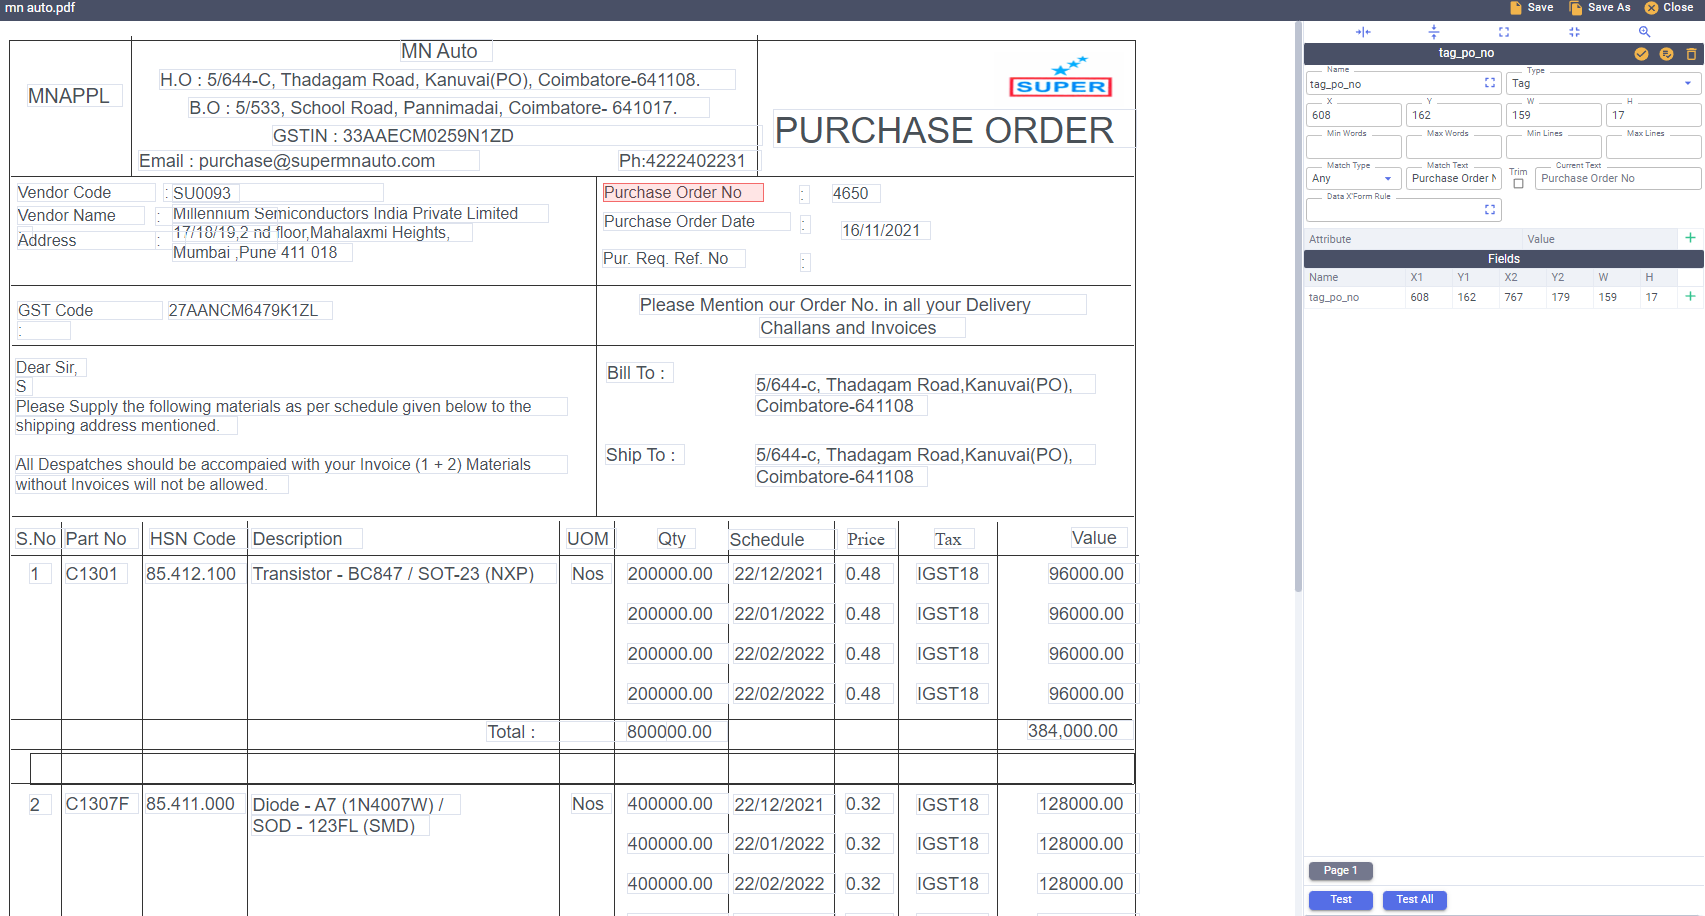 mn auto.pdf
Save
Save As
Close
MN Auto
H.O : 5/644-C, Thadagam Road, Kanuvai(PO), Coimbatore-641108.
MNAPPL
B.O : 5/533, School Road, Pannimadai, Coimbatore- 641017.
GSTIN : 33AAECM0259N1ZD
Email : purchase@supermnauto.com
Ph:4222402231
SUPER
PURCHASE ORDER
Vendor Code : SU0093
Vendor Name : Millennium Semiconductors India Private Limited
Address : 17/18/19,2 nd floor,Mahalaxmi Heights,
Mumbai ,Pune 411 018
Purchase Order No : 4650
Purchase Order Date : 16/11/2021
Pur. Req. Ref. No :
GST Code 27AANCM6479K1ZL
:
Please Mention our Order No. in all your Delivery
Challans and Invoices
Dear Sir,
S
Please Supply the following materials as per schedule given below to the
shipping address mentioned.
All Despatches should be accompaied with your Invoice (1 + 2) Materials
without Invoices will not be allowed.
Bill To :
5/644-c, Thadagam Road,Kanuvai(PO),
Coimbatore-641108
Ship To :
5/644-c, Thadagam Road,Kanuvai(PO),
Coimbatore-641108
S.No Part No HSN Code Description UOM Qty Schedule Price Tax Value
1 C1301 85.412.100 Transistor - BC847 / SOT-23 (NXP) Nos 200000.00 22/12/2021 0.48 IGST18 96000.00
200000.00 22/01/2022 0.48 IGST18 96000.00
200000.00 22/02/2022 0.48 IGST18 96000.00
200000.00 22/02/2022 0.48 IGST18 96000.00
Total : 800000.00 384,000.00
2 C1307F 85.411.000 Diode - A7 (1N4007W) / Nos 400000.00 22/12/2021 0.32 IGST18 128000.00
SOD - 123FL (SMD)
400000.00 22/01/2022 0.32 IGST18 128000.00
400000.00 22/02/2022 0.32 IGST18 128000.00
tag_po_no
Name Type
tag_po_no Tag
X Y W H
608 162 159 17
Min Words Max Words Min Lines Max Lines
Match Type Match Text Trim Current Text
Any Purchase Order N Purchase Order No
Data X'Form Rule
Attribute Value
Fields
Name X1 Y1 X2 Y2 W H
tag_po_no 608 162 767 179 159 17
Page 1
Test
Test All